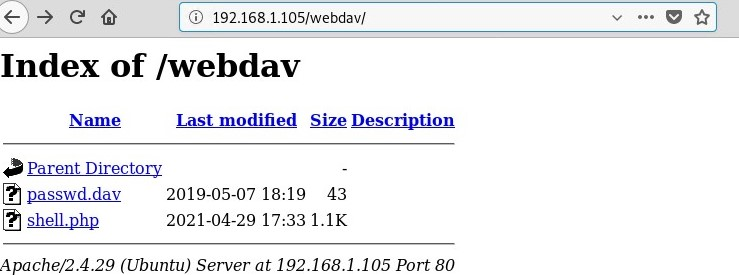 192.168.1.105/webdav/
Index of /webdav
Name Last modified Size Description
Parent Directory -
passwd.dav 2019-05-07 18:19 43
shell.php 2021-04-29 17:33 1.1K
Apache/2.4.29 (Ubuntu) Server at 192.168.1.105 Port 80